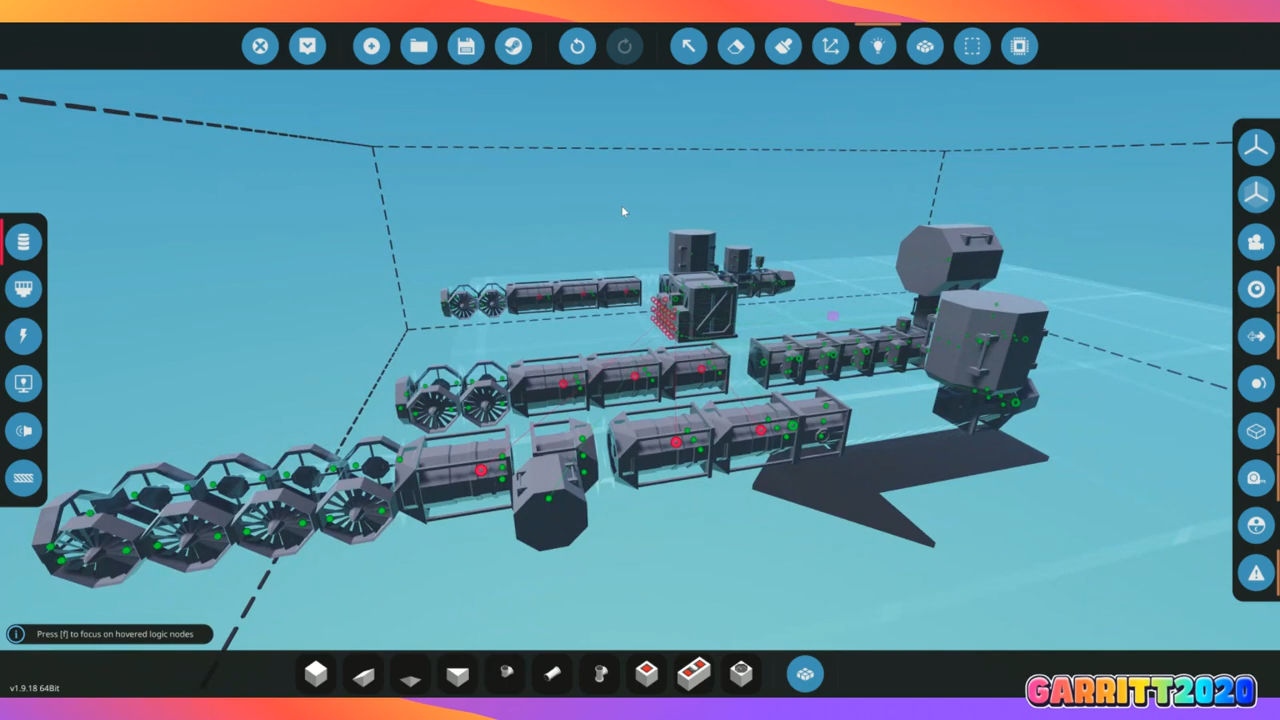 Press [f] to focus on hovered logic nodes
v1.9.18 64Bit
GARRITT2020